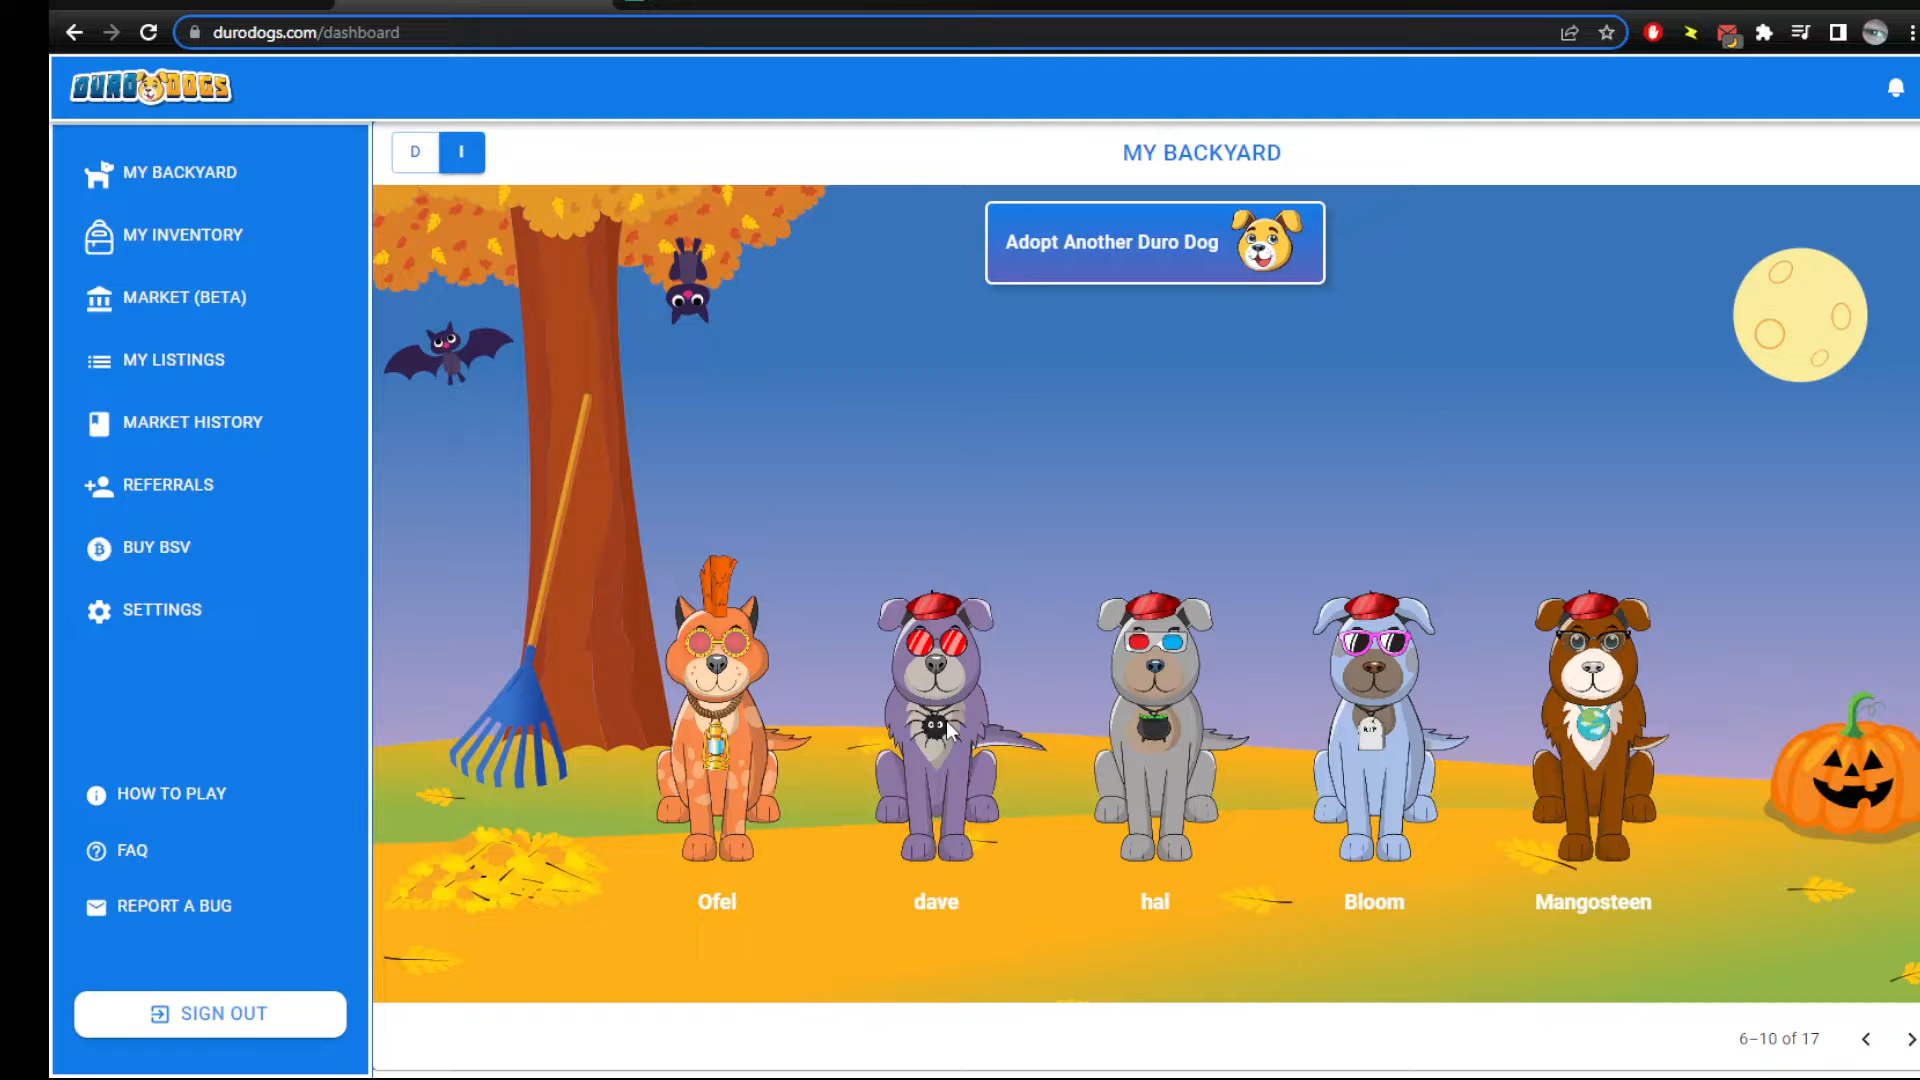 durodogs.com/dashboard
DURO DOGS
D I
MY BACKYARD
MY BACKYARD
MY INVENTORY
MARKET (BETA)
MY LISTINGS
MARKET HISTORY
REFERRALS
BUY BSV
SETTINGS
HOW TO PLAY
FAQ
REPORT A BUG
SIGN OUT
Adopt Another Duro Dog
R.I.P
Ofel
dave
hal
Bloom
Mangosteen
6–10 of 17